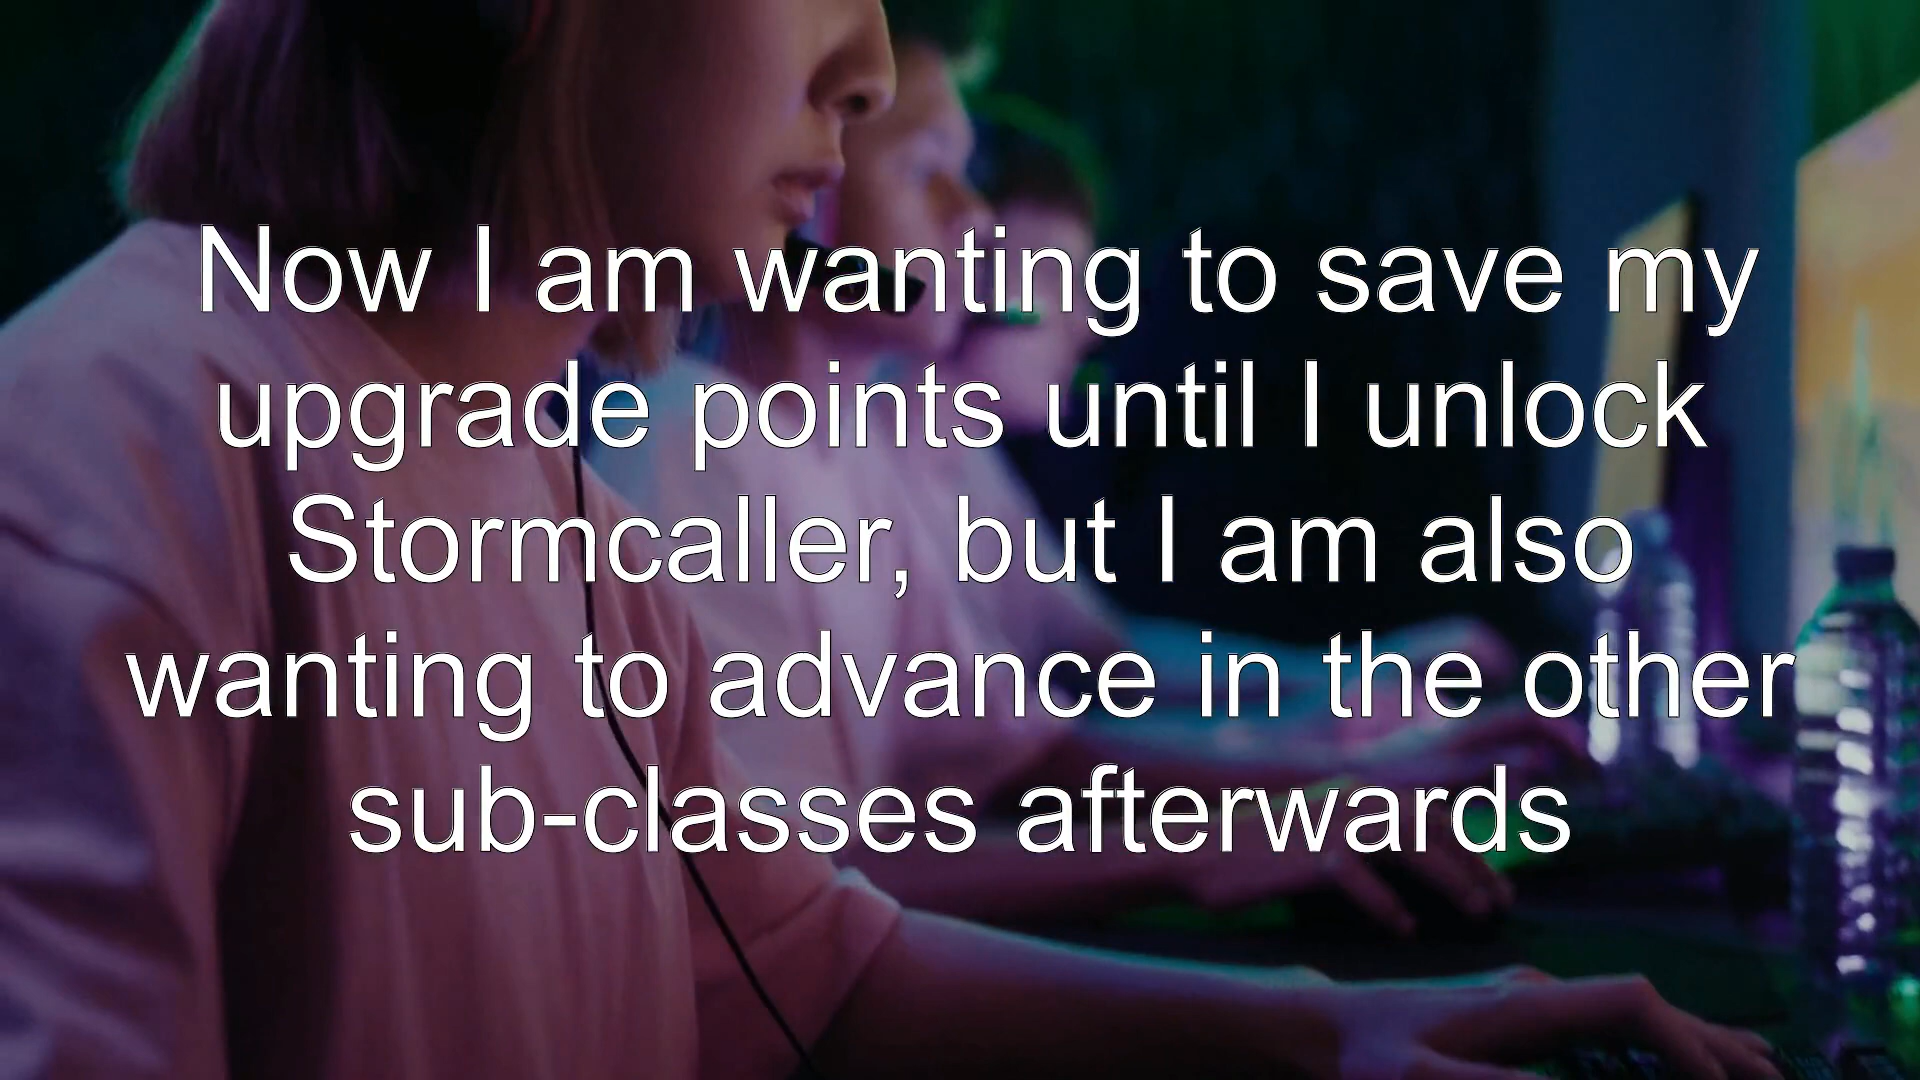 Now I am wanting to save my
upgrade points until I unlock
Stormcaller, but I am also
wanting to advance in the other
sub-classes afterwards